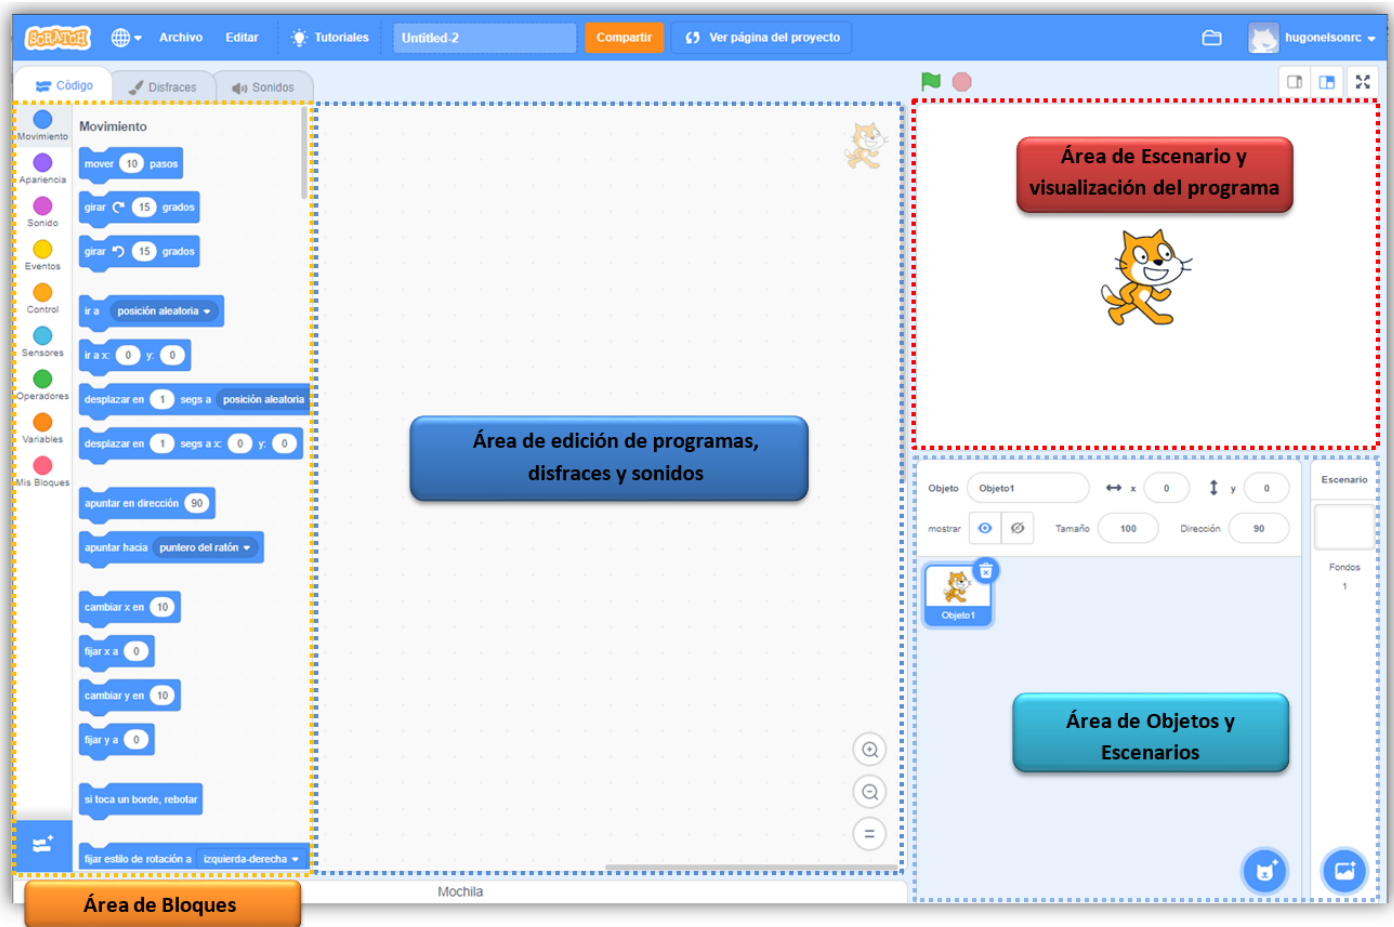 SCRATCH
Archivo
Editar
Tutoriales
Untitled-2
Compartir
Ver página del proyecto
hugonelsonrc
Código
Disfraces
Sonidos
Movimiento
Apariencia
Sonido
Eventos
Control
Sensores
Operadores
Variables
Mis Bloques
Movimiento
mover 10 pasos
girar 15 grados
girar 15 grados
ir a posición aleatoria
ir a x: 0 y: 0
desplazar en 1 segs a posición aleatoria
desplazar en 1 segs a x: 0 y: 0
apuntar en dirección 90
apuntar hacia puntero del ratón
cambiar x en 10
fijar x a 0
cambiar y en 10
fijar y a 0
si toca un borde, rebotar
fijar estilo de rotación a izquierda-derecha
Área de Bloques
Área de edición de programas,
disfraces y sonidos
Mochila
Área de Escenario y
visualización del programa
Objeto Objeto1 x 0 y 0
mostrar Tamaño 100 Dirección 90
Objeto1
Escenario
Fondos
1
Área de Objetos y
Escenarios